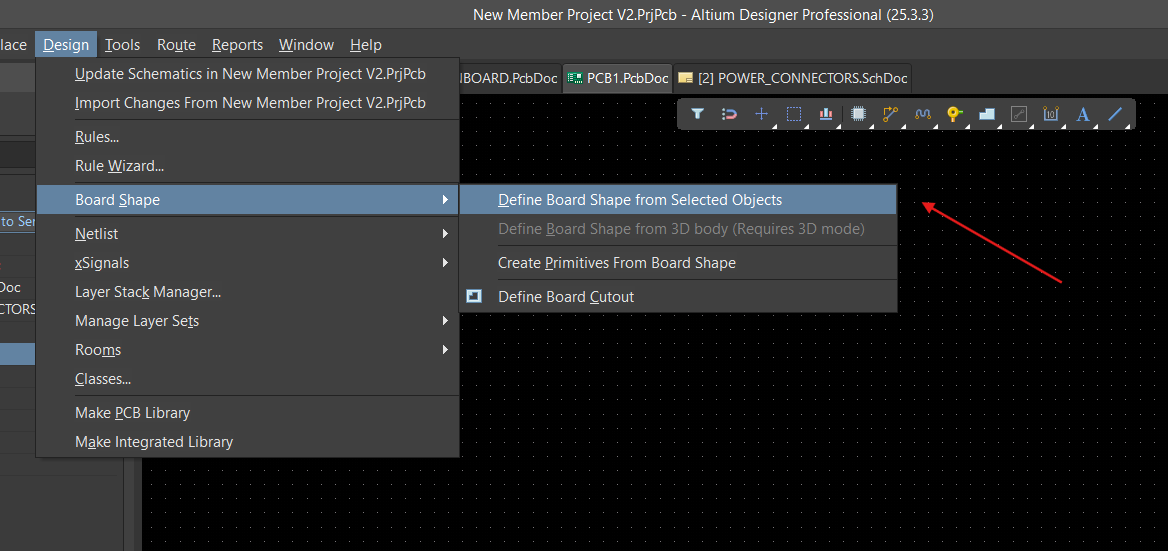 New Member Project V2.PrjPcb - Altium Designer Professional (25.3.3)
lace Design Tools Route Reports Window Help
NBOARD.PcbDoc PCB1.PcbDoc [2] POWER_CONNECTORS.SchDoc
Update Schematics in New Member Project V2.PrjPcb
Import Changes From New Member Project V2.PrjPcb
Rules...
Rule Wizard...
Board Shape
Define Board Shape from Selected Objects
to Ser
Netlist
Define Board Shape from 3D body (Requires 3D mode)
xSignals
Create Primitives From Board Shape
Doc
Layer Stack Manager...
Define Board Cutout
CTORS
Manage Layer Sets
Rooms
Classes...
Make PCB Library
Make Integrated Library